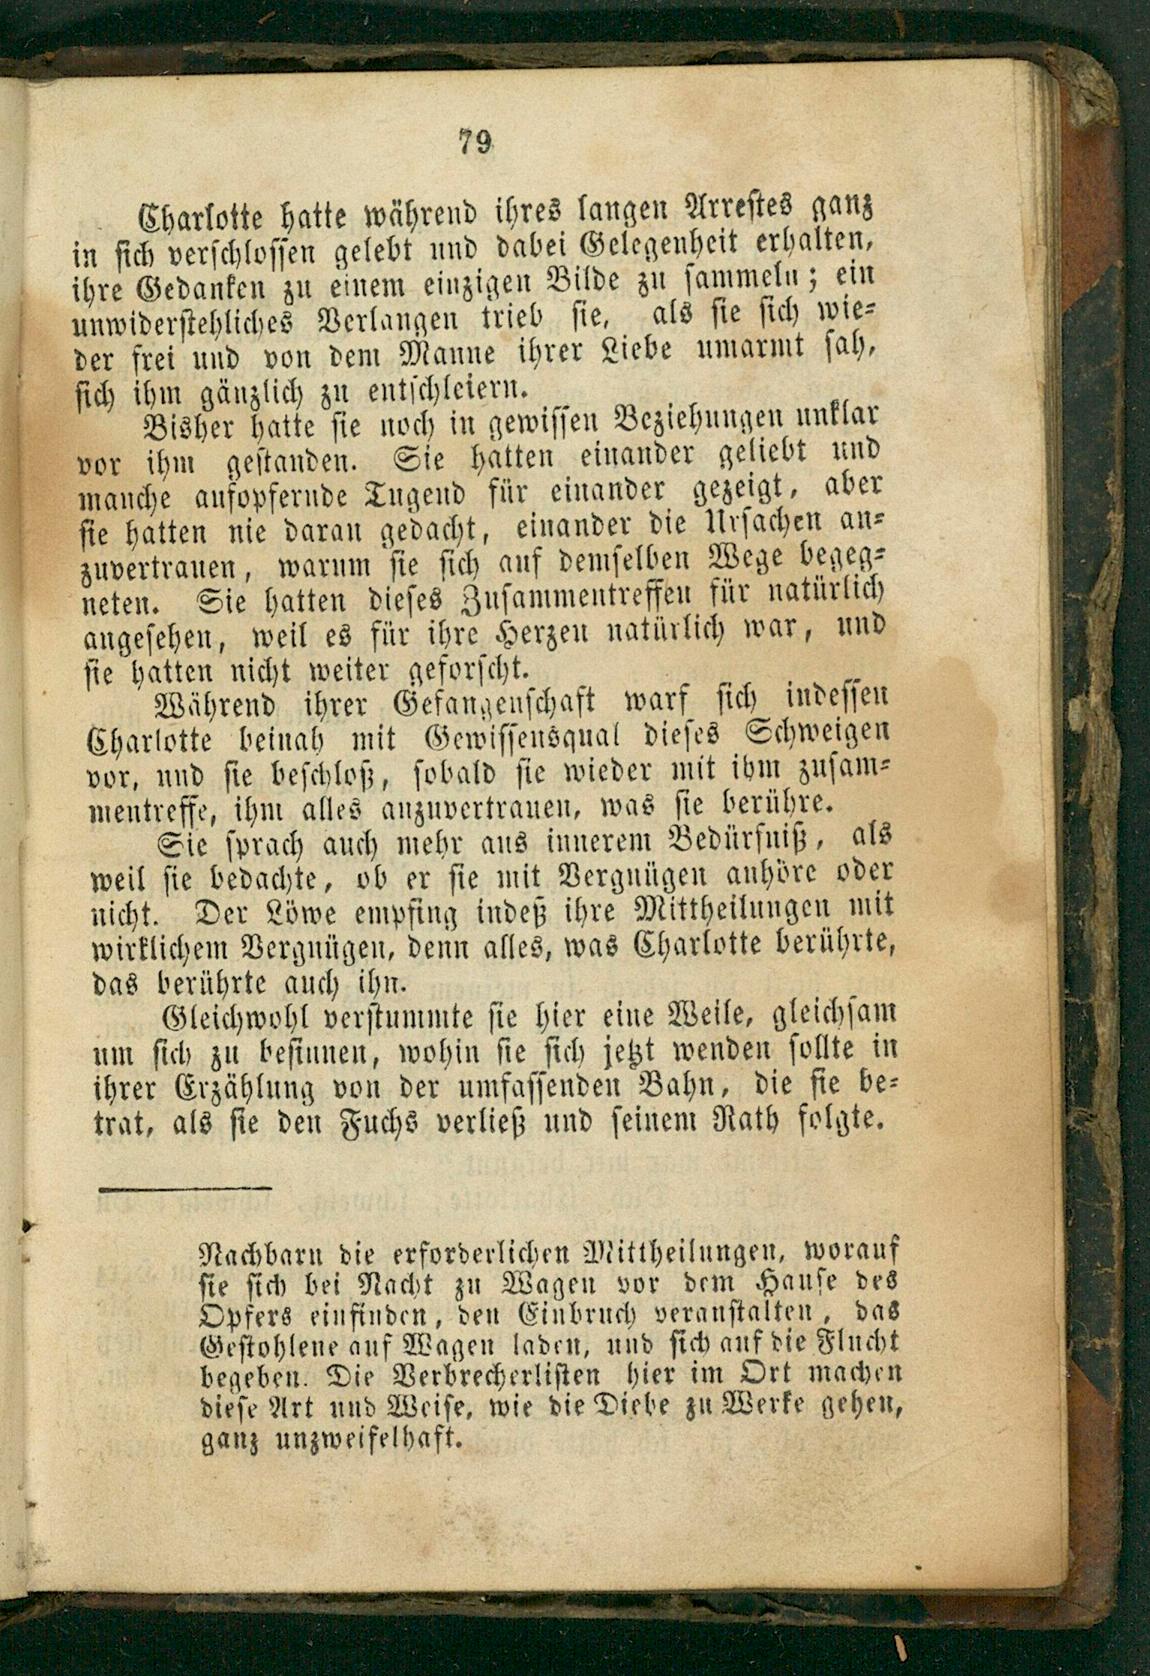 79
Charlotte hatte während ihres langen Arrestes ganz
in sich verschlossen gelebt und dabei Gelegenheit erhalten,
ihre Gedanken zu einem einzigen Bilde zu sammeln; ein
unwiderstehliches Verlangen trieb sie, als sie sich wie-
der frei und von dem Manne ihrer Liebe umarmt sah,
sich ihm gänzlich zu entschleiern.
Bisher hatte sie noch in gewissen Beziehungen unklar
vor ihm gestanden. Sie hatten einander geliebt und
manche aufopfernde Tugend für einander gezeigt, aber
sie hatten nie daran gedacht, einander die Ursachen an-
zuvertrauen, warum sie sich auf demselben Wege begeg-
neten. Sie hatten dieses Zusammentreffen für natürlich
angesehen, weil es für ihre Herzen natürlich war, und
sie hatten nicht weiter geforscht.
Während ihrer Gefangenschaft warf sich indessen
Charlotte beinah mit Gewissensqual dieses Schweigen
vor, und sie beschloß, sobald sie wieder mit ihm zusam-
mentreffe, ihm alles anzuvertrauen, was sie berühre.
Sie sprach auch mehr aus innerem Bedürfniß, als
weil sie bedachte, ob er sie mit Vergnügen anhöre oder
nicht. Der Löwe empfing indeß ihre Mittheilungen mit
wirklichem Vergnügen, denn alles, was Charlotte berührte,
das berührte auch ihn.
Gleichwohl verstummte sie hier eine Weile, gleichsam
um sich zu besinnen, wohin sie sich jetzt wenden sollte in
ihrer Erzählung von der umfassenden Bahn, die sie be-
trat, als sie den Fuchs verließ und seinem Rath folgte.
Nachbarn die erforderlichen Mittheilungen, worauf
sie sich bei Nacht zu Wagen vor dem Hause des
Opfers einfinden, den Einbruch veranstalten, das
Gestohlene auf Wagen laden, und sich auf die Flucht
begeben. Die Verbrecherlisten hier im Ort machen
diese Art und Weise, wie die Diebe zu Werke gehen,
ganz unzweifelhaft.